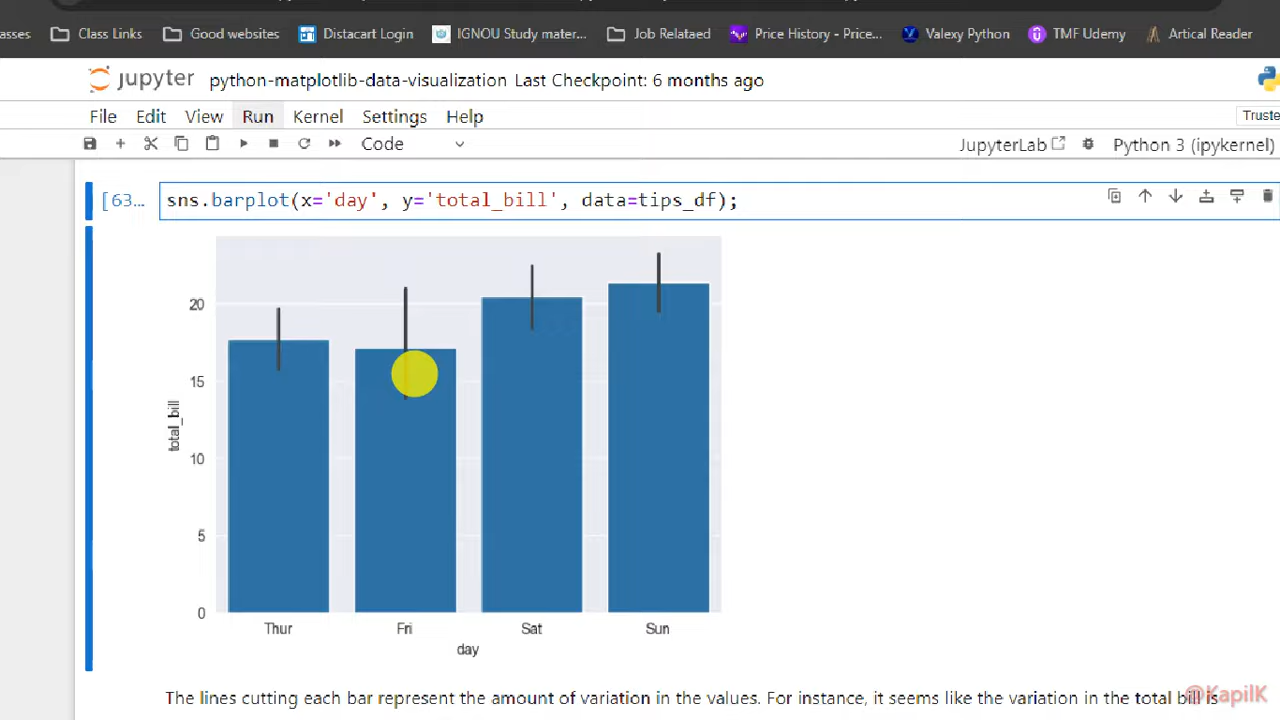 asses Class Links Good websites Distacart Login IGNOU Study mater... Job Relataed Price History - Price... Valexy Python TMF Udemy Artical Reader
jupyter python-matplotlib-data-visualization Last Checkpoint: 6 months ago
File Edit View Run Kernel Settings Help
Truste
Code JupyterLab Python 3 (ipykernel)
[63... sns.barplot(x='day', y='total_bill', data=tips_df);
20
15
total_bill
10
5
0
Thur Fri Sat Sun
day
The lines cutting each bar represent the amount of variation in the values. For instance, it seems like the variation in the total bill is
@KapilK